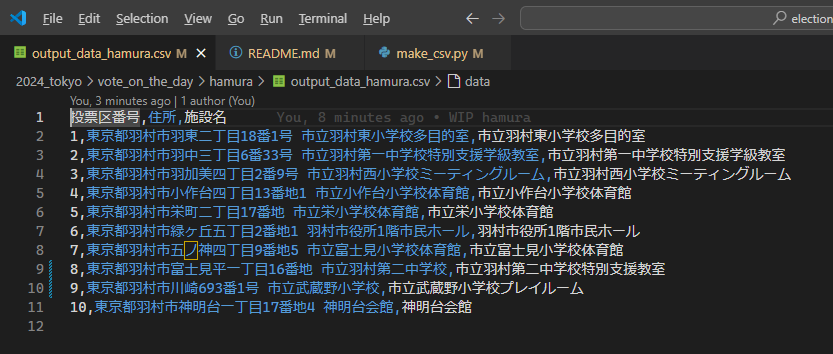 File Edit Selection View Go Run Terminal Help ← → election
output_data_hamura.csv M × README.md M make_csv.py M
2024_tokyo > vote_on_the_day > hamura > output_data_hamura.csv > data
You, 3 minutes ago | 1 author (You)
1 投票区番号,住所,施設名 You, 8 minutes ago • WIP hamura
2 1,東京都羽村市羽東二丁目18番1号 市立羽村東小学校多目的室,市立羽村東小学校多目的室
3 2,東京都羽村市羽中三丁目6番33号 市立羽村第一中学校特別支援学級教室,市立羽村第一中学校特別支援学級教室
4 3,東京都羽村市羽加美四丁目2番9号 市立羽村西小学校ミーティングルーム,市立羽村西小学校ミーティングルーム
5 4,東京都羽村市小作台四丁目13番地1 市立小作台小学校体育館,市立小作台小学校体育館
6 5,東京都羽村市栄町二丁目17番地 市立栄小学校体育館,市立栄小学校体育館
7 6,東京都羽村市緑ヶ丘五丁目2番地1 羽村市役所1階市民ホール,羽村市役所1階市民ホール
8 7,東京都羽村市五ノ神四丁目9番地5 市立富士見小学校体育館,市立富士見小学校体育館
9 8,東京都羽村市富士見平一丁目16番地 市立羽村第二中学校,市立羽村第二中学校特別支援教室
10 9,東京都羽村市川崎693番1号 市立武蔵野小学校,市立武蔵野小学校プレイルーム
11 10,東京都羽村市神明台一丁目17番地4 神明台会館,神明台会館
12